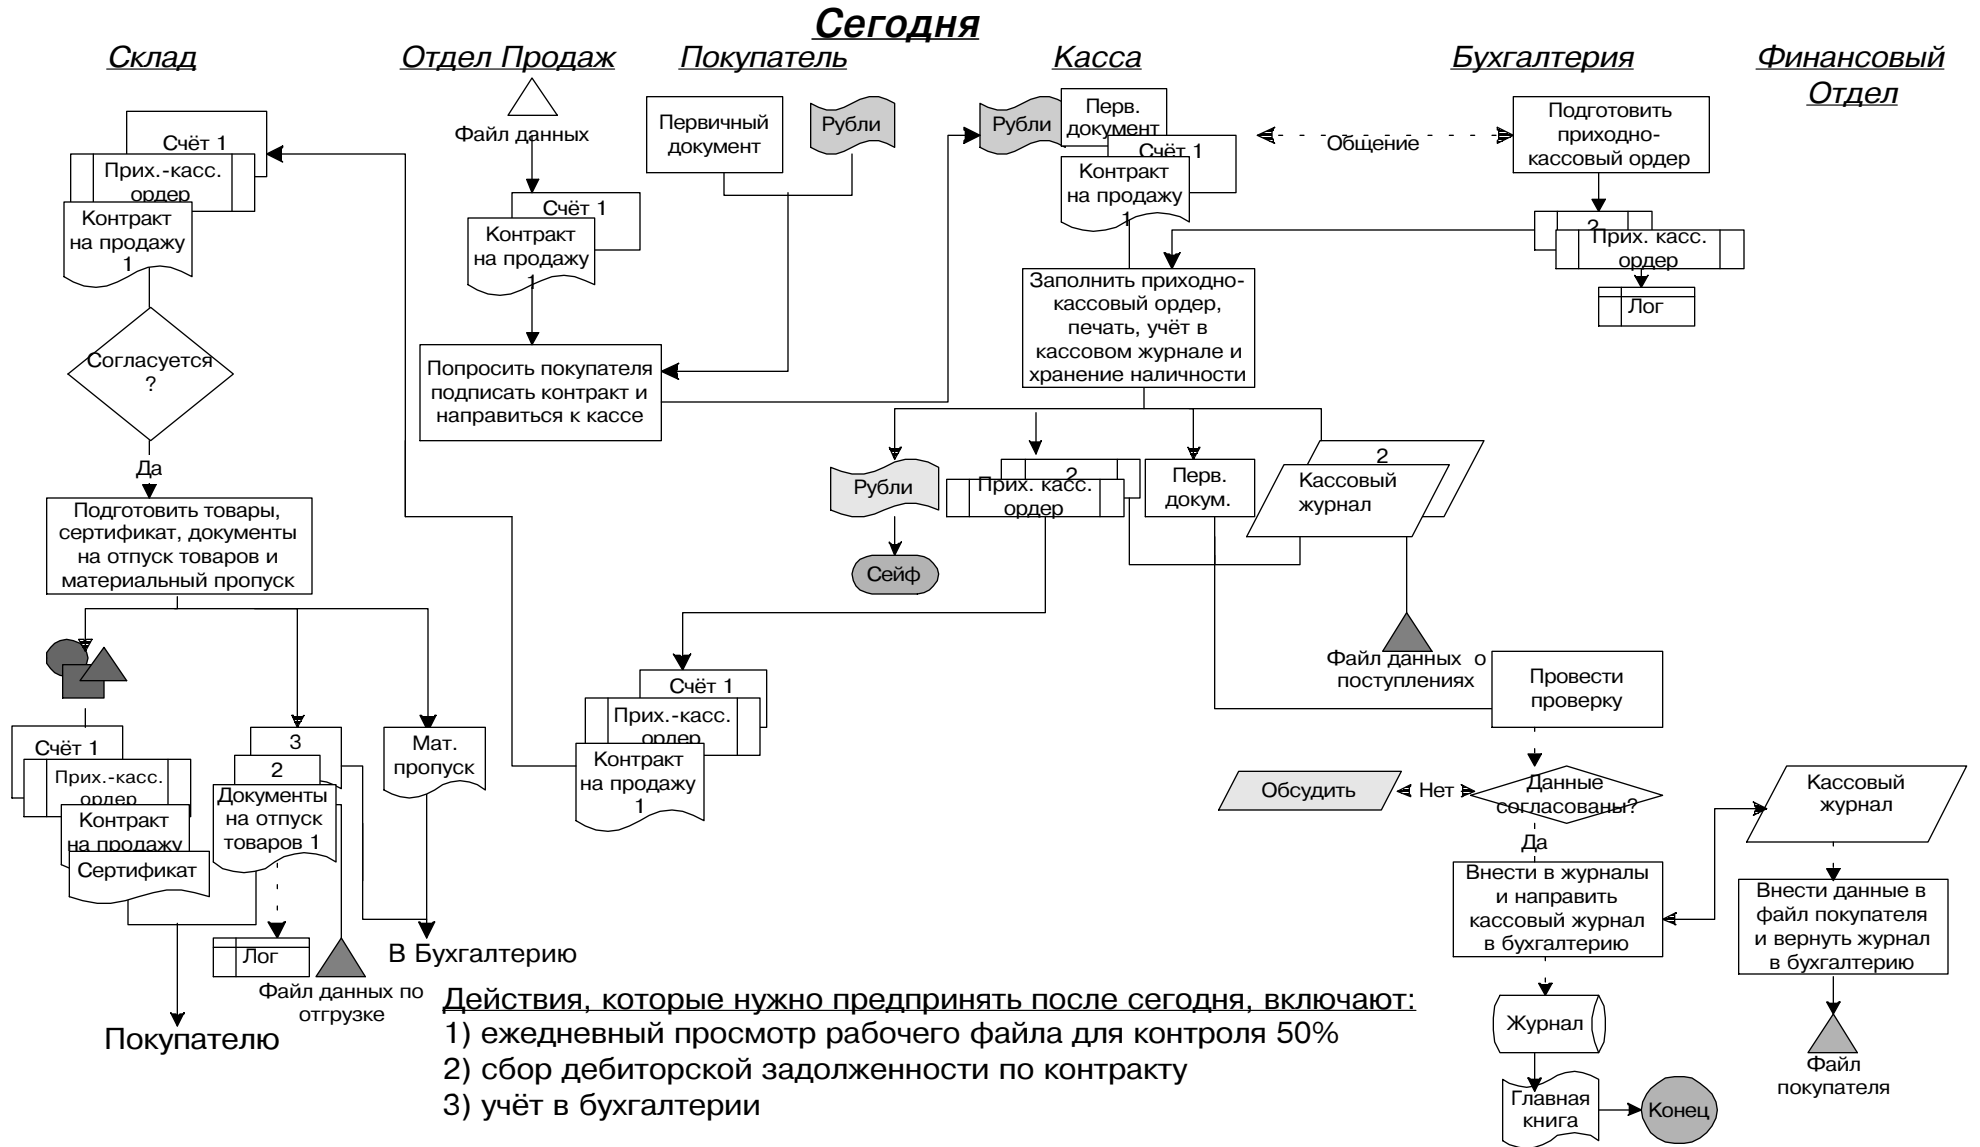 Сегодня
Склад
Отдел Продаж
Покупатель
Касса
Бухгалтерия
Финансовый
Отдел
Счёт 1
Прих.-касс.
ордер
Контракт
на продажу
1
Согласуется
?
Да
Подготовить товары,
сертификат, документы
на отпуск товаров и
материальный пропуск
Счёт 1
Прих.-касс.
ордер
Контракт
на продажу
Сертификат
Покупателю
3
2
Документы
на отпуск
товаров 1
Лог
Файл данных по
отгрузке
Мат.
пропуск
В Бухгалтерию
Файл данных
Счёт 1
Контракт
на продажу
1
Попросить покупателя
подписать контракт и
направиться к кассе
Первичный
документ
Рубли
Рубли
Перв.
документ
Счёт 1
Контракт
на продажу
1
Общение
Заполнить приходно-
кассовый ордер,
печать, учёт в
кассовом журнале и
хранение наличности
Рубли
Сейф
2
Прих. касс.
ордер
Перв.
докум.
2
Кассовый
журнал
Файл данных о
поступлениях
Счёт 1
Прих.-касс.
ордер
Контракт
на продажу
1
Подготовить
приходно-
кассовый ордер
2
Прих. касс.
ордер
Лог
Провести
проверку
Данные
согласованы?
Нет
Обсудить
Да
Внести в журналы
и направить
кассовый журнал
в бухгалтерию
Журнал
Главная
книга
Конец
Кассовый
журнал
Внести данные в
файл покупателя
и вернуть журнал
в бухгалтерию
Файл
покупателя
Действия, которые нужно предпринять после сегодня, включают:
1) ежедневный просмотр рабочего файла для контроля 50%
2) сбор дебиторской задолженности по контракту
3) учёт в бухгалтерии